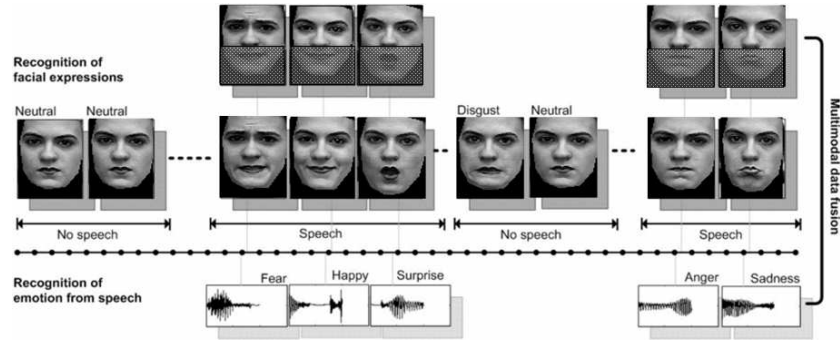 Recognition of
facial expressions
Neutral
Neutral
Disgust
Neutral
No speech
Speech
No speech
Speech
Multimodal data fusion
Recognition of
emotion from speech
Fear
Happy
Surprise
Anger
Sadness